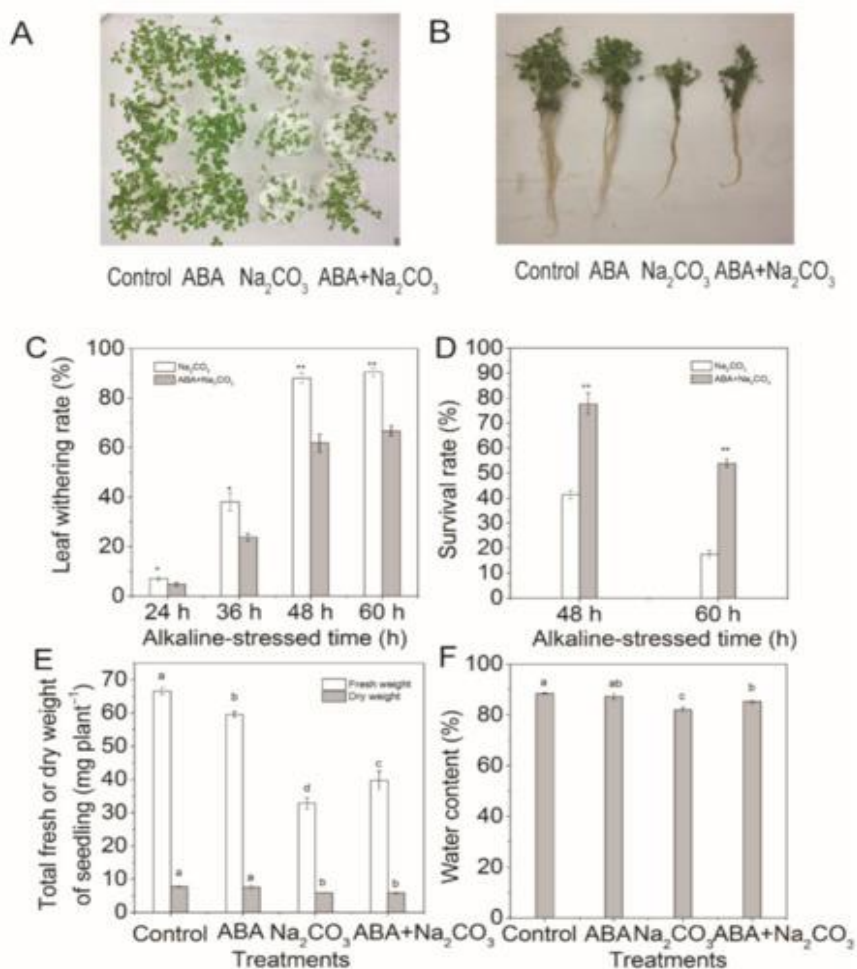 A
B
Control ABA Na₂CO₃ ABA+Na₂CO₃
Control ABA Na₂CO₃ ABA+Na₂CO₃
C
Leaf withering rate (%)
100
80
60
40
20
0
Na₂CO₃
ABA+Na₂CO₃
*
*
**
**
24 h 36 h 48 h 60 h
Alkaline-stressed time (h)
D
Survival rate (%)
100
90
80
70
60
50
40
30
20
10
0
Na₂CO₃
ABA+Na₂CO₃
**
**
48 h 60 h
Alkaline-stressed time (h)
E
Total fresh or dry weight
of seedling (mg plant⁻¹)
70
60
50
40
30
20
10
0
Fresh weight
Dry weight
a b d c
a a b b
Control ABA Na₂CO₃ ABA+Na₂CO₃
Treatments
F
Water content (%)
100
80
60
40
20
0
a ab c b
Control ABA Na₂CO₃ ABA+Na₂CO₃
Treatments